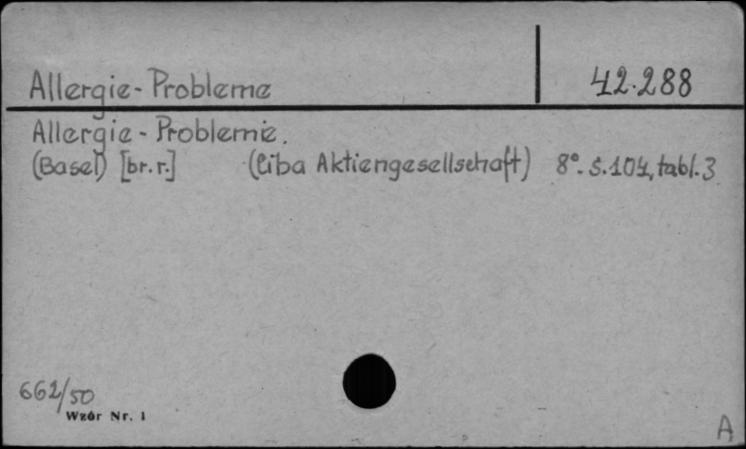 Allergie-Probleme 42.288
Allergie-Probleme.
(Basel) [br.r.] (Ciba Aktiengesellschaft) 8°. S.104, tabl.3
662/50
Wzór Nr. 1
A